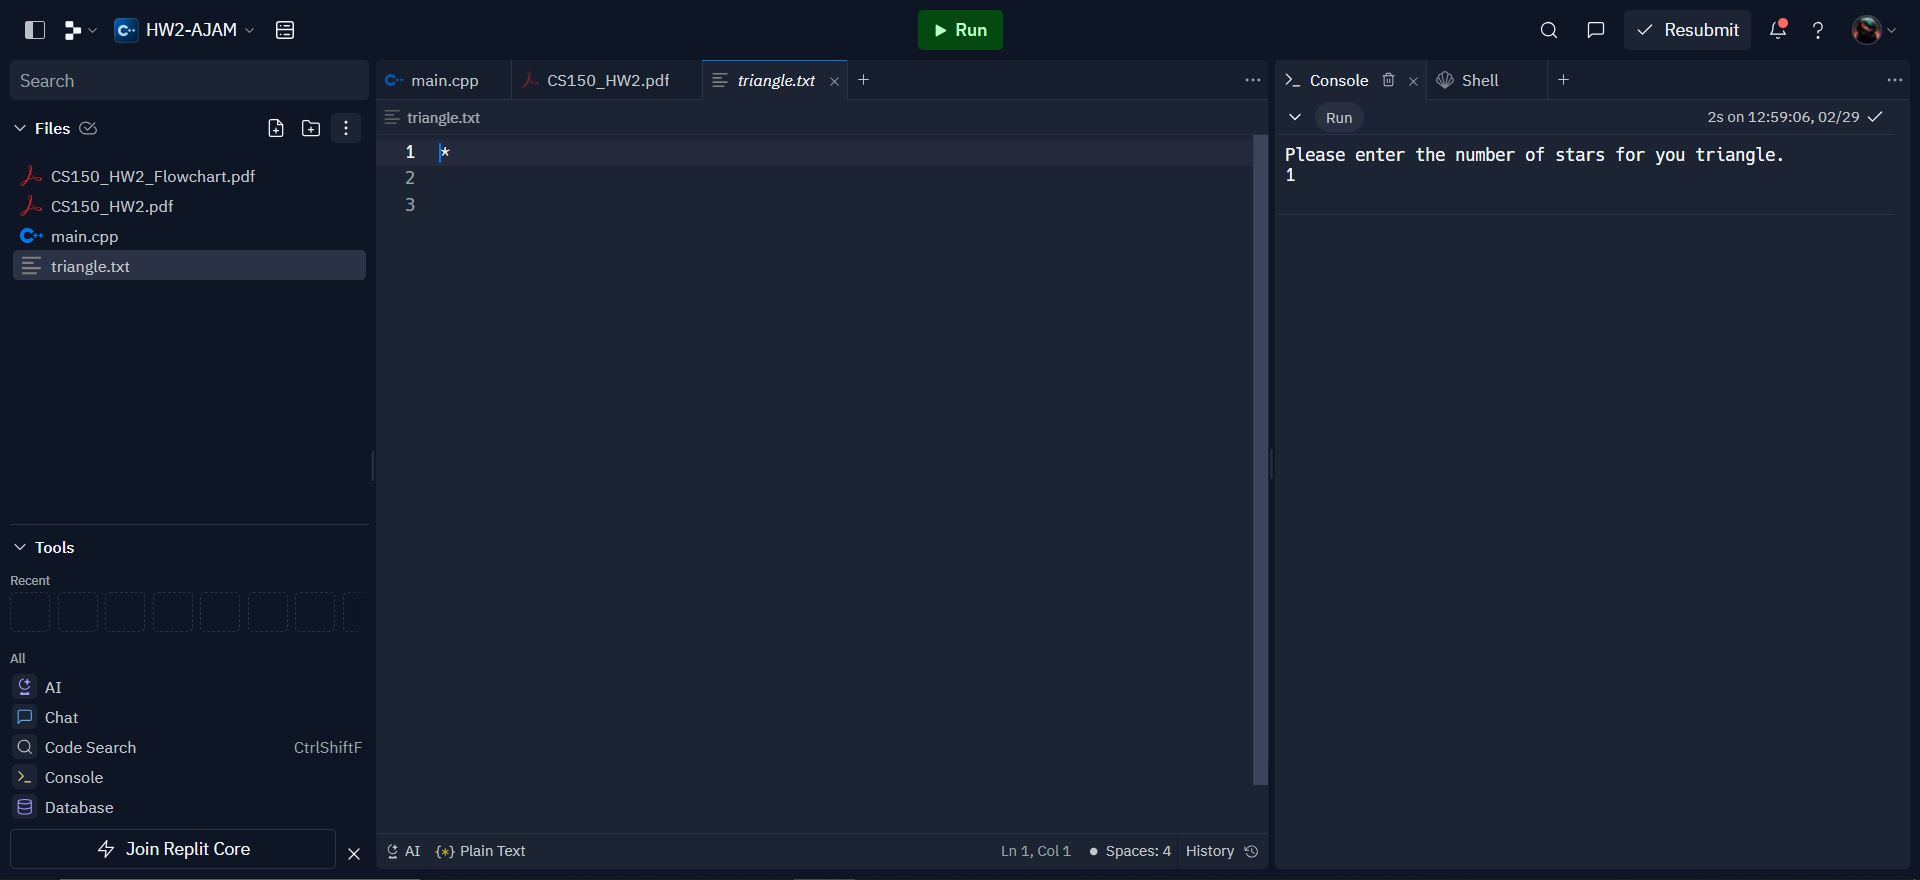 HW2-AJAM
Run
Resubmit
Search
Files
CS150_HW2_Flowchart.pdf
CS150_HW2.pdf
main.cpp
triangle.txt
Tools
Recent
All
AI
Chat
Code Search CtrlShiftF
Console
Database
Join Replit Core
main.cpp CS150_HW2.pdf triangle.txt
triangle.txt
1 *
2
3
AI {*} Plain Text Ln 1, Col 1 Spaces: 4 History
Console Shell
Run 2s on 12:59:06, 02/29
Please enter the number of stars for you triangle.
1